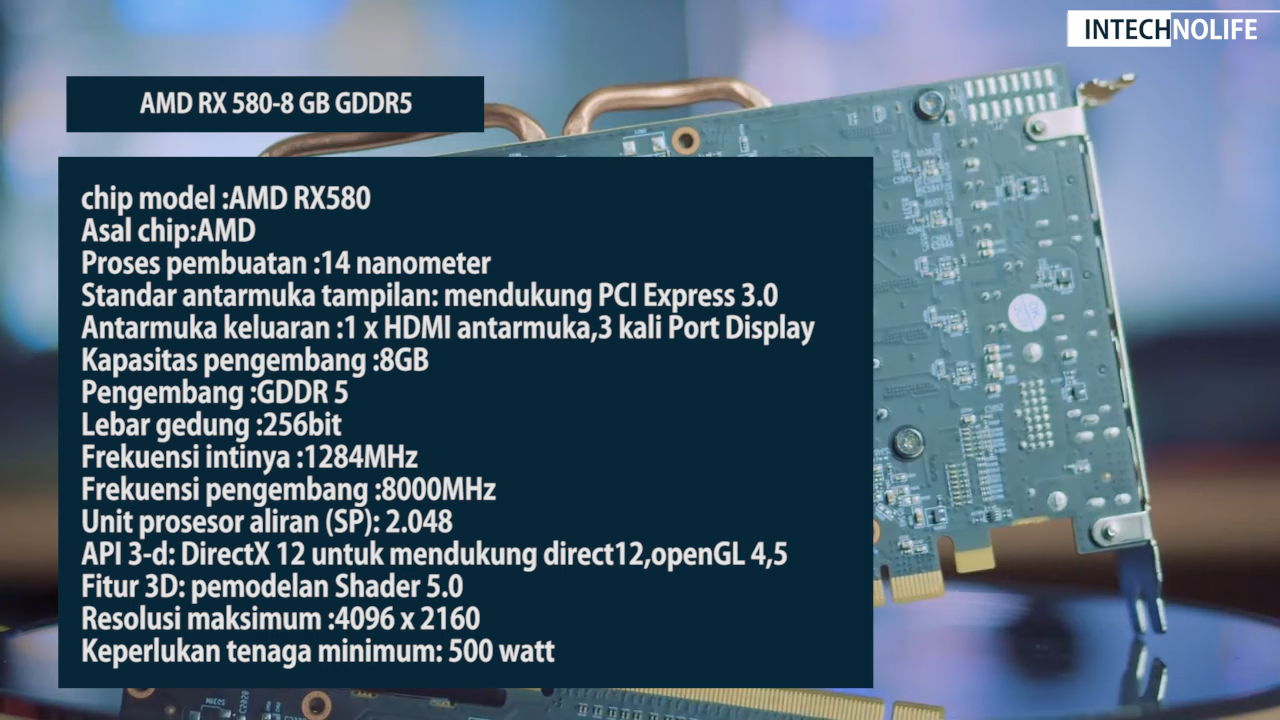 INTECHNOLIFE
AMD RX 580-8 GB GDDR5
chip model :AMD RX580
Asal chip:AMD
Proses pembuatan :14 nanometer
Standar antarmuka tampilan: mendukung PCI Express 3.0
Antarmuka keluaran :1 x HDMI antarmuka,3 kali Port Display
Kapasitas pengembang :8GB
Pengembang :GDDR 5
Lebar gedung :256bit
Frekuensi intinya :1284MHz
Frekuensi pengembang :8000MHz
Unit prosesor aliran (SP): 2.048
API 3-d: DirectX 12 untuk mendukung direct12,openGL 4,5
Fitur 3D: pemodelan Shader 5.0
Resolusi maksimum :4096 x 2160
Keperlukan tenaga minimum: 500 watt